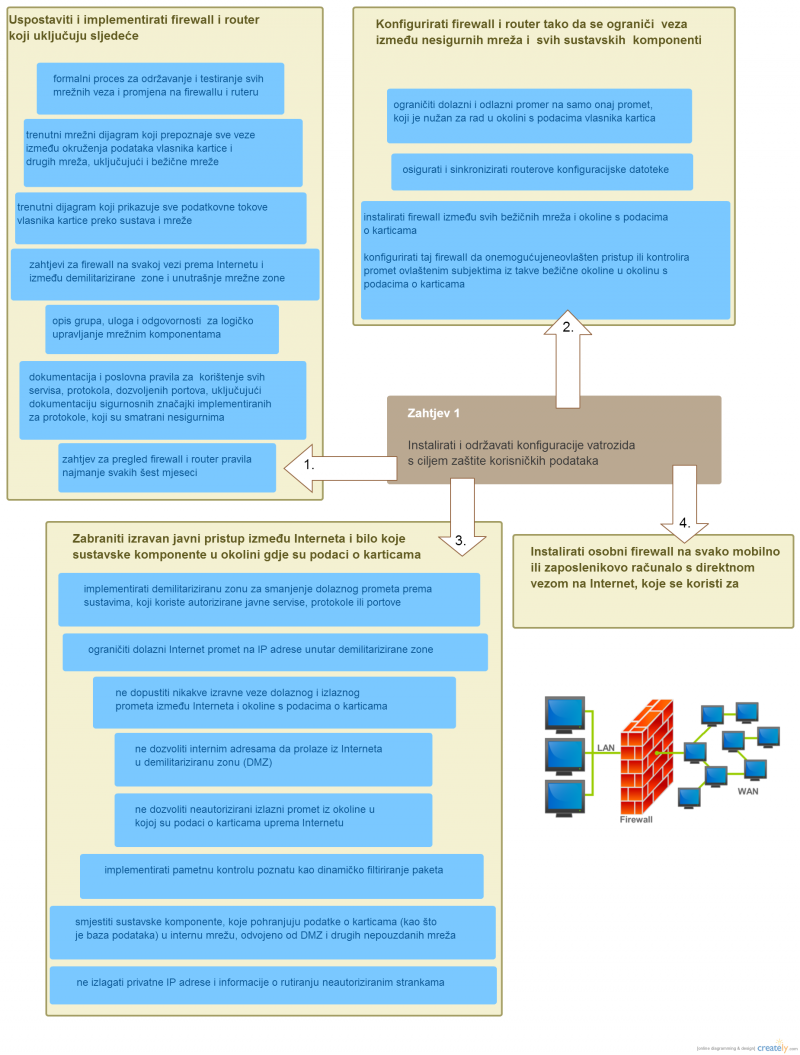 Uspostaviti i implementirati firewall i router
koji uključuju sljedeće
formalni proces za održavanje i testiranje svih
mrežnih veza i promjena na firewallu i ruteru
trenutni mrežni dijagram koji prepoznaje sve veze
između okruženja podataka vlasnika kartice i
drugih mreža, uključujući i bežične mreže
trenutni dijagram koji prikazuje sve podatkovne tokove
vlasnika kartice preko sustava i mreže
zahtjevi za firewall na svakoj vezi prema Internetu i
između demilitarizirane zone i unutrašnje mrežne zone
opis grupa, uloga i odgovornosti za logičko
upravljanje mrežnim komponentama
dokumentacija i poslovna pravila za korištenje svih
servisa, protokola, dozvoljenih portova, uključujući
dokumentaciju sigurnosnih značajki implementiranih
za protokole, koji su smatrani nesigurnima
zahtjev za pregled firewall i router pravila
najmanje svakih šest mjeseci
Konfigurirati firewall i router tako da se ograniči veza
između nesigurnih mreža i svih sustavskih komponenti
ograničiti dolazni i odlazni promer na samo onaj promet,
koji je nužan za rad u okolini s podacima vlasnika kartica
osigurati i sinkronizirati routerove konfiguracijske datoteke
instalirati firewall između svih bežičnih mreža i okoline s podacima
o karticama
konfigurirati taj firewall da onemogućujeneovlašten pristup ili kontrolira
promet ovlaštenim subjektima iz takve bežične okoline u okolinu s
podacima o karticama
2.
Zahtjev 1
Instalirati i održavati konfiguracije vatrozida
s ciljem zaštite korisničkih podataka
1.
3.
4.
Zabraniti izravan javni pristup između Interneta i bilo koje
sustavske komponente u okolini gdje su podaci o karticama
implementirati demilitariziranu zonu za smanjenje dolaznog prometa prema
sustavima, koji koriste autorizirane javne servise, protokole ili portove
ograničiti dolazni Internet promet na IP adrese unutar demilitarizirane zone
ne dopustiti nikakve izravne veze dolaznog i izlaznog
prometa između Interneta i okoline s podacima o karticama
ne dozvoliti internim adresama da prolaze iz Interneta
u demilitariziranu zonu (DMZ)
ne dozvoliti neautorizirani izlazni promet iz okoline u
kojoj su podaci o karticama uprema Internetu
implementirati pametnu kontrolu poznatu kao dinamičko filtiriranje paketa
smjestiti sustavske komponente, koje pohranjuju podatke o karticama (kao što
je baza podataka) u internu mrežu, odvojeno od DMZ i drugih nepouzdanih mreža
ne izlagati privatne IP adrese i informacije o rutiranju neautoriziranim strankama
Instalirati osobni firewall na svako mobilno
ili zaposlenikovo računalo s direktnom
vezom na Internet, koje se koristi za
LAN
WAN
Firewall
[online diagramming & design] creately.com